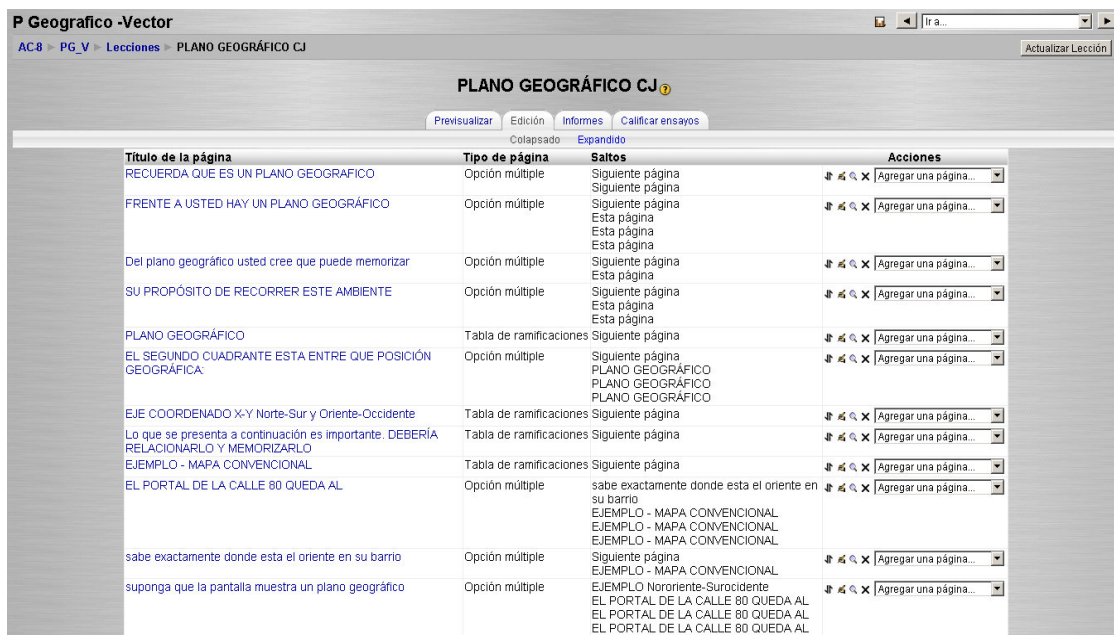 P Geografico -Vector
Ir a...
AC8 ► PG_V ► Lecciones ► PLANO GEOGRÁFICO CJ
Actualizar Lección
PLANO GEOGRÁFICO CJ
Previsualizar Edición Informes Calificar ensayos
Colapsado Expandido
Título de la página Tipo de página Saltos Acciones
RECUERDA QUE ES UN PLANO GEOGRAFICO Opción múltiple Siguiente página Agregar una página...
Siguiente página
FRENTE A USTED HAY UN PLANO GEOGRÁFICO Opción múltiple Siguiente página Agregar una página...
Esta página
Esta página
Esta página
Del plano geográfico usted cree que puede memorizar Opción múltiple Siguiente página Agregar una página...
Esta página
SU PROPÓSITO DE RECORRER ESTE AMBIENTE Opción múltiple Siguiente página Agregar una página...
Esta página
Esta página
PLANO GEOGRÁFICO Tabla de ramificaciones Siguiente página Agregar una página...
EL SEGUNDO CUADRANTE ESTA ENTRE QUE POSICIÓN Opción múltiple Siguiente página Agregar una página...
GEOGRÁFICA: PLANO GEOGRÁFICO
PLANO GEOGRÁFICO
PLANO GEOGRÁFICO
EJE COORDENADO X-Y Norte-Sur y Oriente-Occidente Tabla de ramificaciones Siguiente página Agregar una página...
Lo que se presenta a continuación es importante. DEBERÍA Tabla de ramificaciones Siguiente página Agregar una página...
RELACIONARLO Y MEMORIZARLO
EJEMPLO - MAPA CONVENCIONAL Tabla de ramificaciones Siguiente página Agregar una página...
EL PORTAL DE LA CALLE 80 QUEDA AL Opción múltiple sabe exactamente donde esta el oriente en Agregar una página...
su barrio
EJEMPLO - MAPA CONVENCIONAL
EJEMPLO - MAPA CONVENCIONAL
EJEMPLO - MAPA CONVENCIONAL
sabe exactamente donde esta el oriente en su barrio Opción múltiple Siguiente página Agregar una página...
EJEMPLO - MAPA CONVENCIONAL
suponga que la pantalla muestra un plano geográfico Opción múltiple EJEMPLO Nororiente-Surocidente Agregar una página...
EL PORTAL DE LA CALLE 80 QUEDA AL
EL PORTAL DE LA CALLE 80 QUEDA AL
EL PORTAL DE LA CALLE 80 QUEDA AL